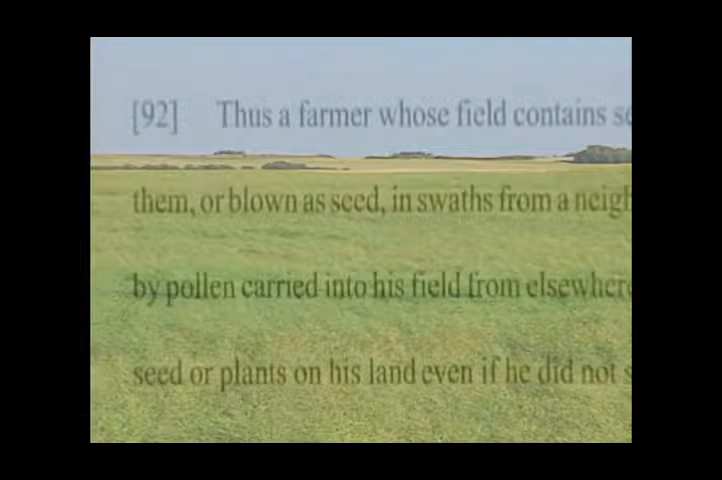 [92] Thus a farmer whose field contains
them, or blown as seed, in swaths from a
by pollen carried into his field from elsewhere
seed or plants on his land even if he did not